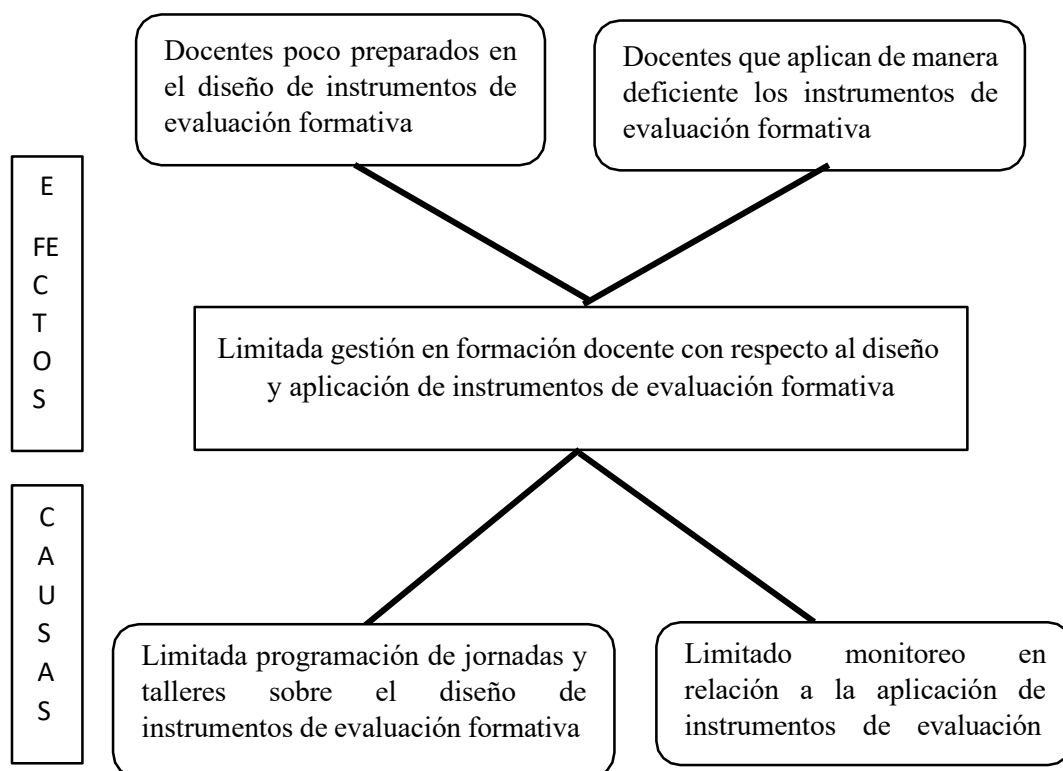 Docentes poco preparados en
el diseño de instrumentos de
evaluación formativa
Docentes que aplican de manera
deficiente los instrumentos de
evaluación formativa
E
FE
C
T
O
S
Limitada gestión en formación docente con respecto al diseño
y aplicación de instrumentos de evaluación formativa
C
A
U
S
A
S
Limitada programación de jornadas y
talleres sobre el diseño de
instrumentos de evaluación formativa
Limitado monitoreo en
relación a la aplicación de
instrumentos de evaluación